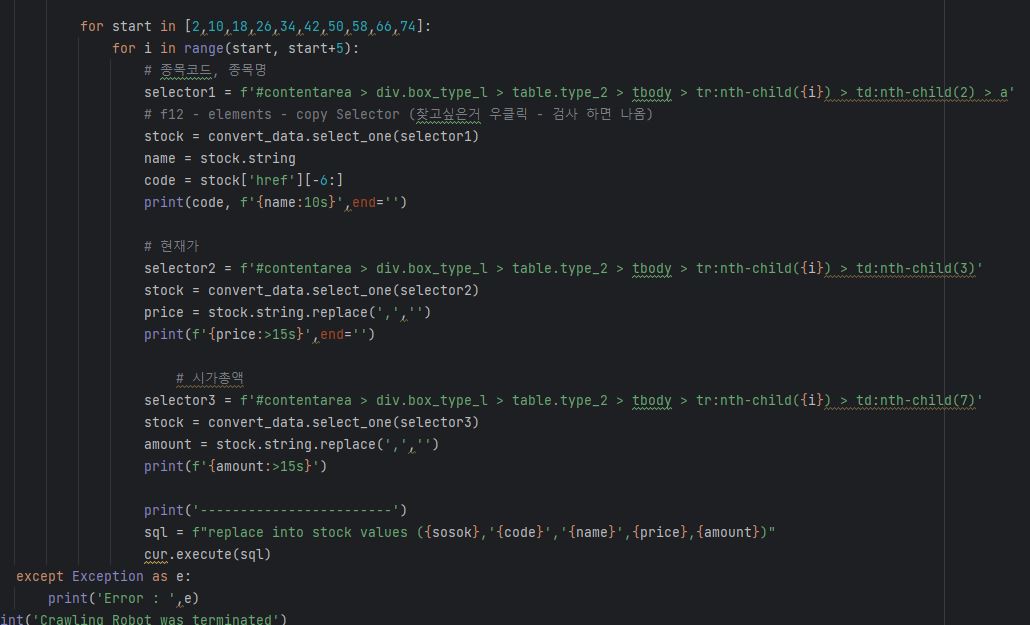 for start in [2,10,18,26,34,42,50,58,66,74]:
for i in range(start, start+5):
# 종목코드, 종목명
selector1 = f'#contentarea > div.box_type_l > table.type_2 > tbody > tr:nth-child({i}) > td:nth-child(2) > a'
# f12 - elements - copy Selector (찾고싶은거 우클릭 - 검사 하면 나옴)
stock = convert_data.select_one(selector1)
name = stock.string
code = stock['href'][-6:]
print(code, f'{name:10s}',end='')
# 현재가
selector2 = f'#contentarea > div.box_type_l > table.type_2 > tbody > tr:nth-child({i}) > td:nth-child(3)'
stock = convert_data.select_one(selector2)
price = stock.string.replace(',','')
print(f'{price:>15s}',end='')
# 시가총액
selector3 = f'#contentarea > div.box_type_l > table.type_2 > tbody > tr:nth-child({i}) > td:nth-child(7)'
stock = convert_data.select_one(selector3)
amount = stock.string.replace(',','')
print(f'{amount:>15s}')
print('------------------------')
sql = f"replace into stock values ({sosok},'{code}','{name}',{price},{amount})"
cur.execute(sql)
except Exception as e:
print('Error : ',e)
int('Crawling Robot was terminated')